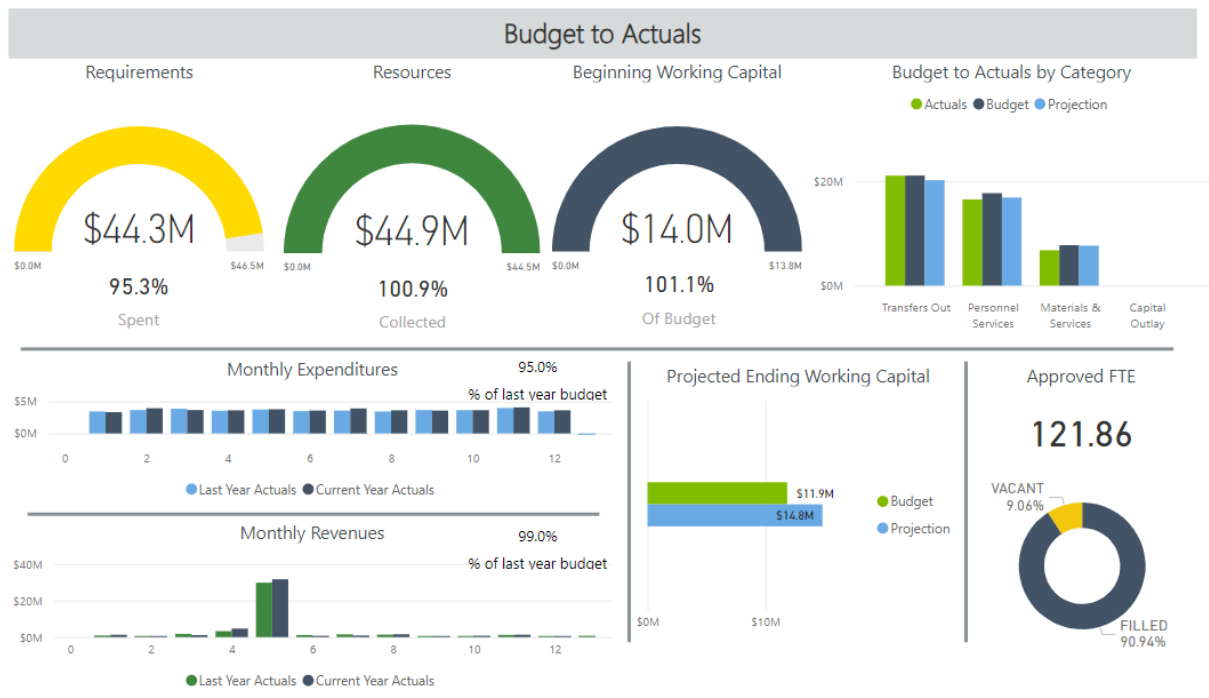 Budget to Actuals
Requirements
$44.3M
$0.0M $46.5M
95.3%
Spent
Resources
$44.9M
$0.0M $44.5M
100.9%
Collected
Beginning Working Capital
$14.0M
$0.0M $13.8M
101.1%
Of Budget
Budget to Actuals by Category
Actuals Budget Projection
$20M
$0M
Transfers Out
Personnel
Services
Materials &
Services
Capital
Outlay
Monthly Expenditures
95.0%
% of last year budget
$5M
$0M
0 2 4 6 8 10 12
Last Year Actuals Current Year Actuals
Monthly Revenues
99.0%
% of last year budget
$40M
$20M
$0M
0 2 4 6 8 10 12
Last Year Actuals Current Year Actuals
Projected Ending Working Capital
$11.9M
$14.8M
Budget
Projection
$0M $10M
Approved FTE
121.86
VACANT
9.06%
FILLED
90.94%